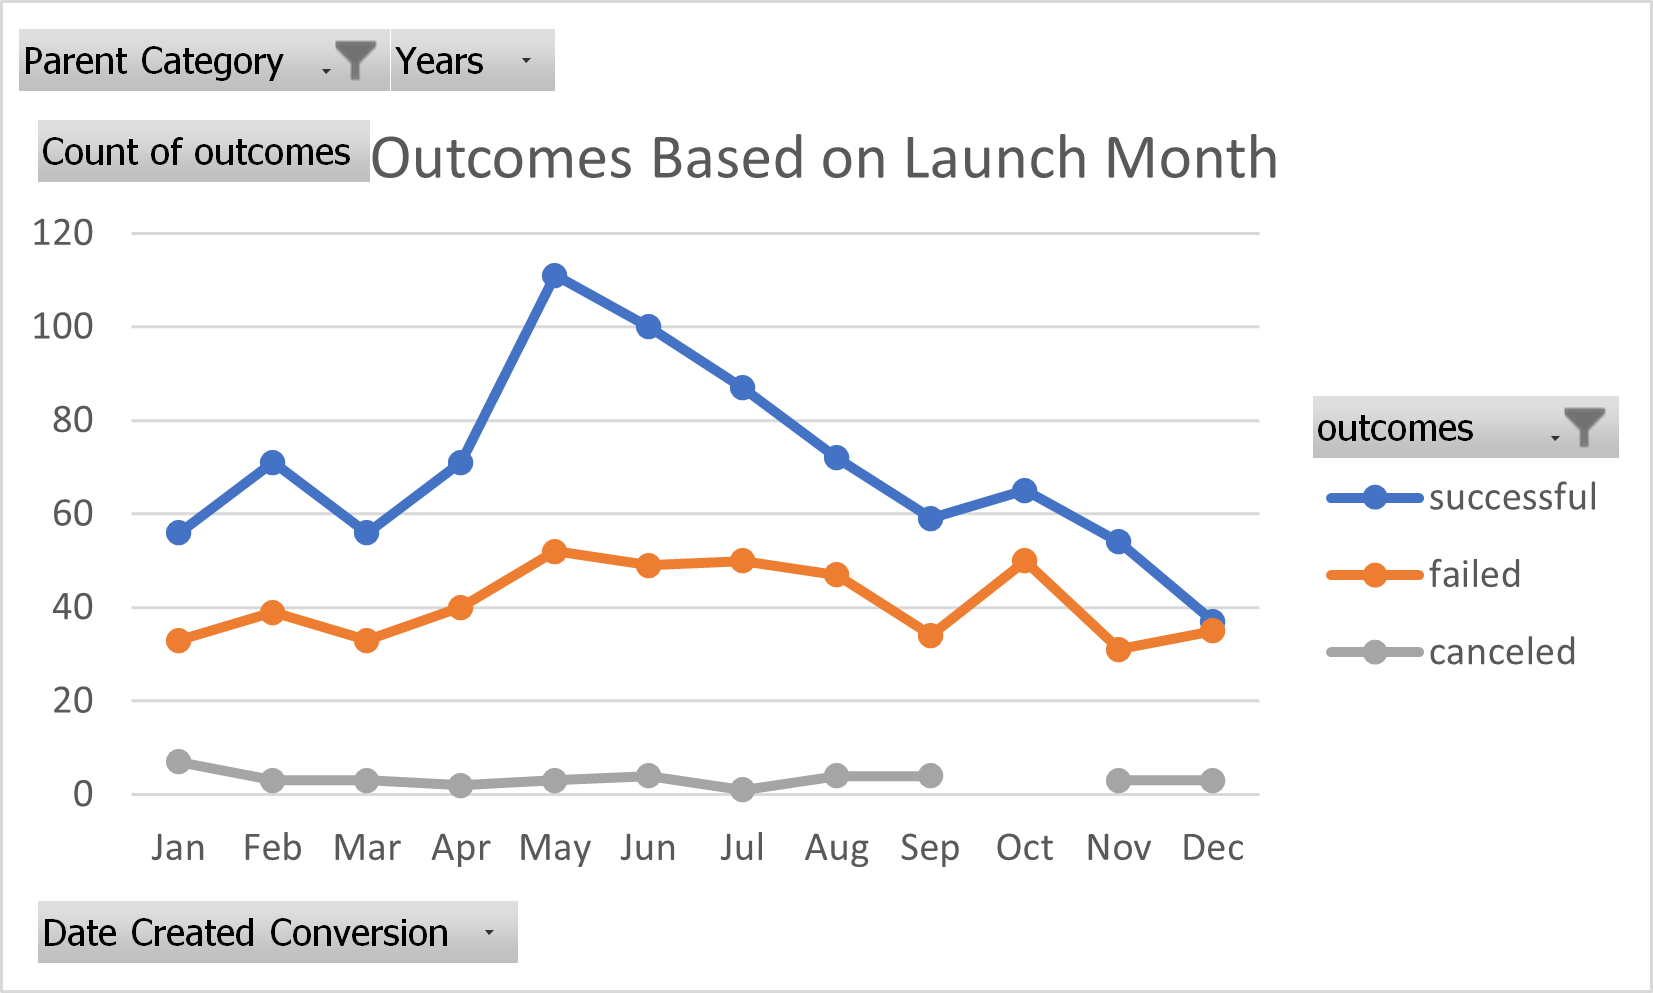 Parent Category Years
Count of outcomes
Outcomes Based on Launch Month
120
100
80
60
40
20
0
Jan Feb Mar Apr May Jun Jul Aug Sep Oct Nov Dec
outcomes
successful
failed
canceled
Date Created Conversion